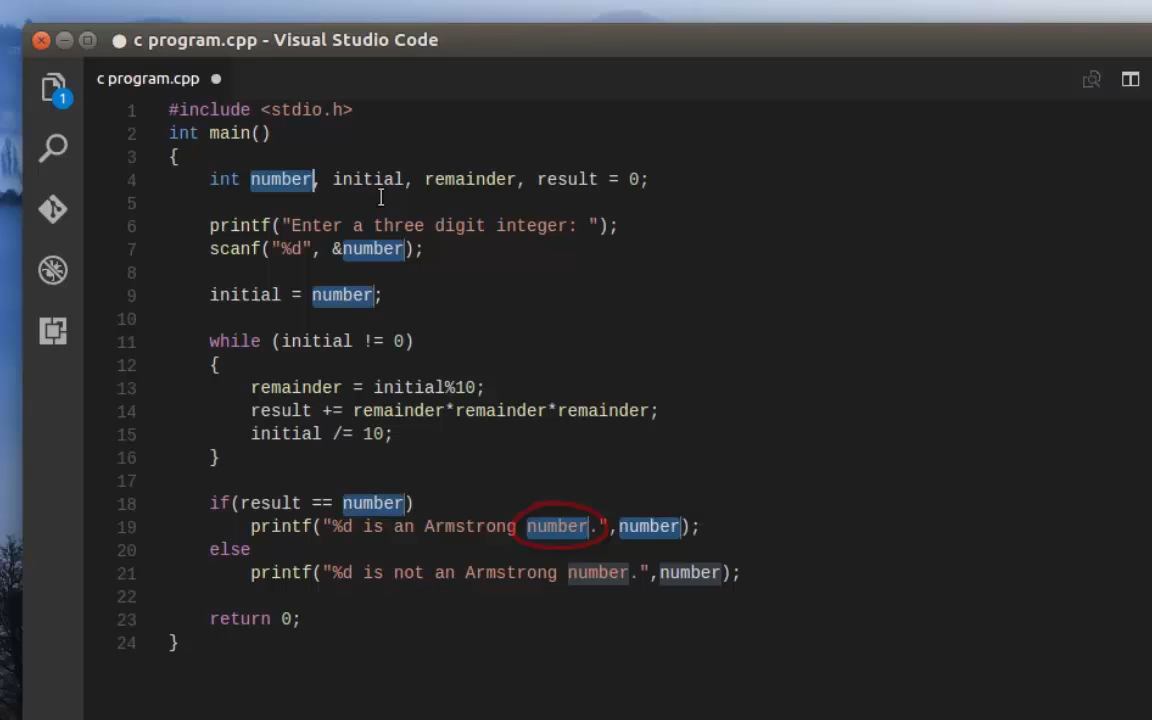 c program.cpp - Visual Studio Code
c program.cpp
1
1 #include <stdio.h>
2 int main()
3 {
4 int number, initial, remainder, result = 0;
5
6 printf("Enter a three digit integer: ");
7 scanf("%d", &number);
8
9 initial = number;
10
11 while (initial != 0)
12 {
13 remainder = initial%10;
14 result += remainder*remainder*remainder;
15 initial /= 10;
16 }
17
18 if(result == number)
19 printf("%d is an Armstrong number.",number);
20 else
21 printf("%d is not an Armstrong number.",number);
22
23 return 0;
24 }